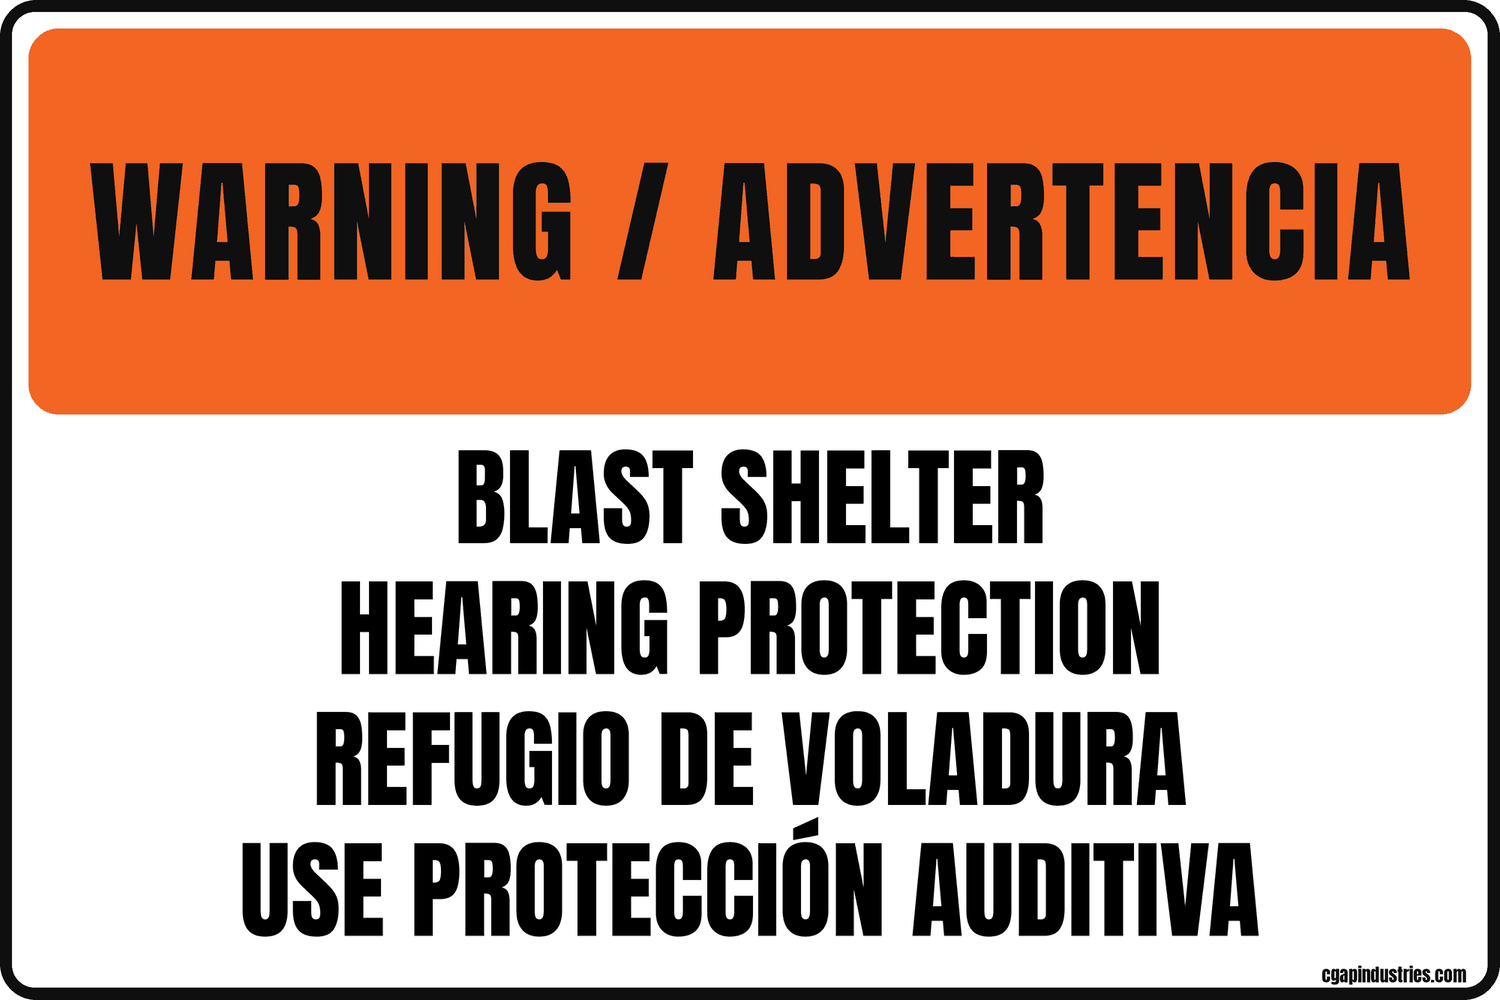 WARNING / ADVERTENCIA
BLAST SHELTER
HEARING PROTECTION
REFUGIO DE VOLADURA
USE PROTECCIÓN AUDITIVA
cgapindustries.com